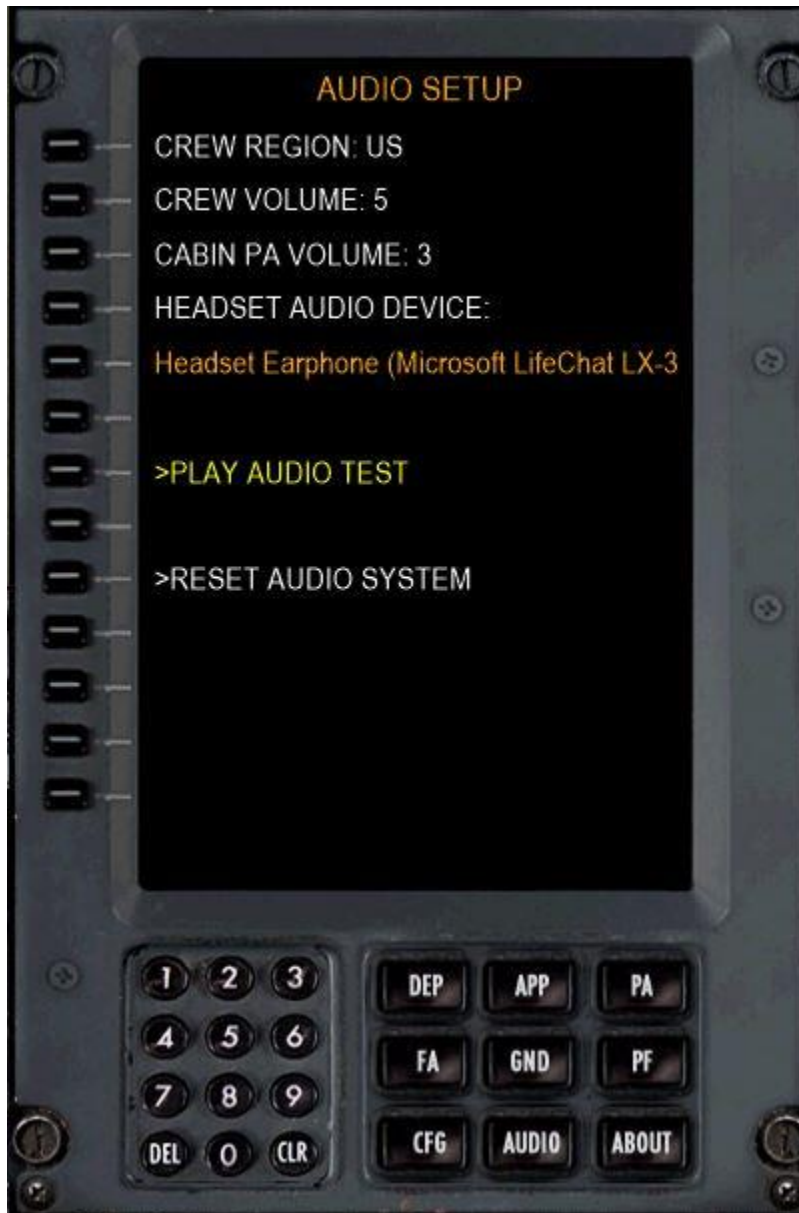 AUDIO SETUP
CREW REGION: US
CREW VOLUME: 5
CABIN PA VOLUME: 3
HEADSET AUDIO DEVICE:
Headset Earphone (Microsoft LifeChat LX-3
>PLAY AUDIO TEST
>RESET AUDIO SYSTEM
1 2 3
4 5 6
7 8 9
DEL 0 CLR
DEP APP PA
FA GND PF
CFG AUDIO ABOUT